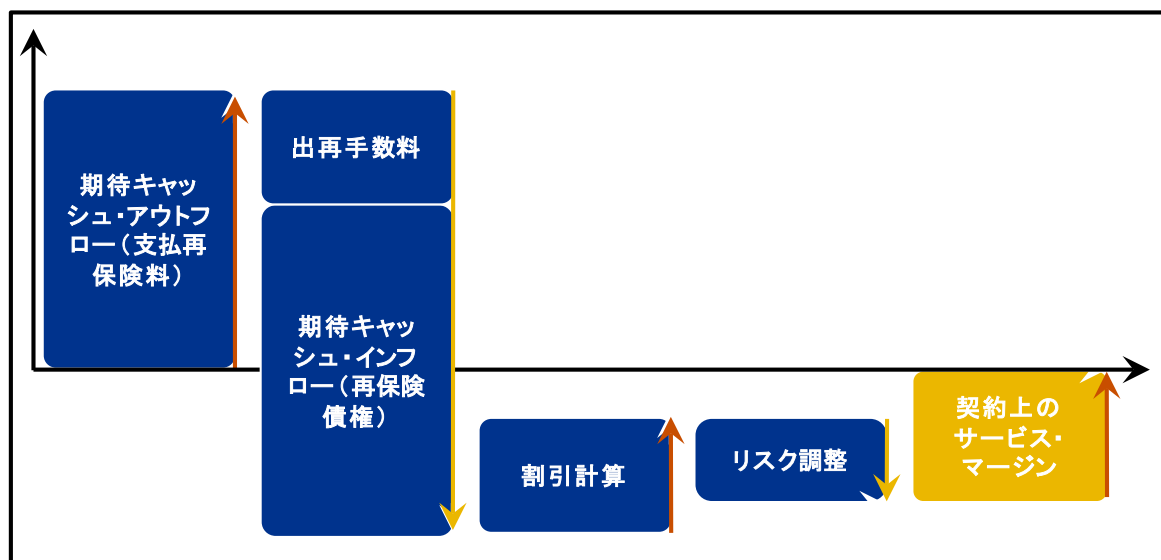 期待キャッ
シュ・アウトフ
ロー（支払再
保険料）
出再手数料
期待キャッ
シュ・インフ
ロー（再保険
債権）
割引計算
リスク調整
契約上の
サービス・
マージン